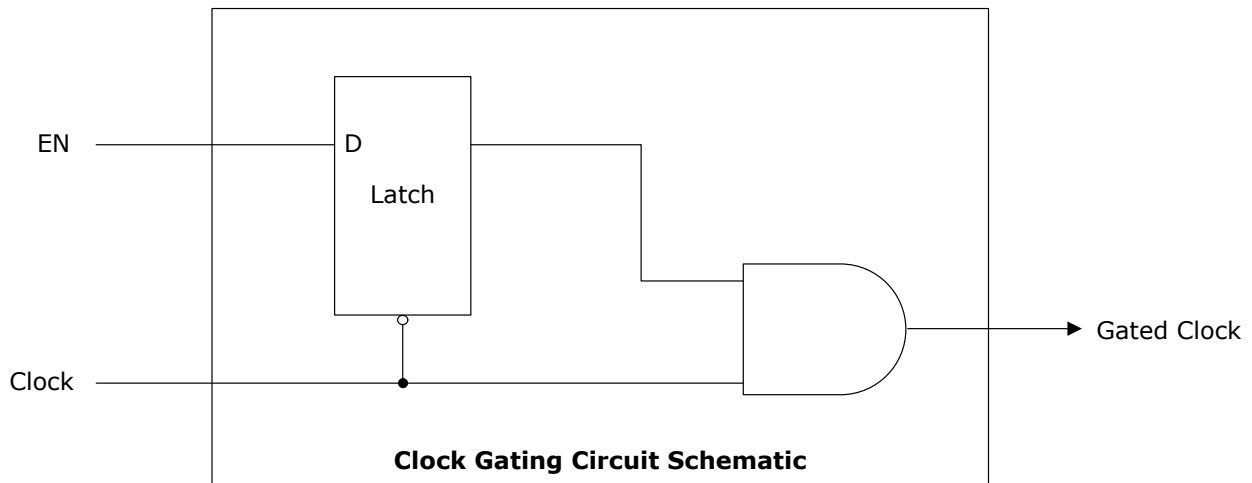 EN
D
Latch
Gated Clock
Clock
Clock Gating Circuit Schematic